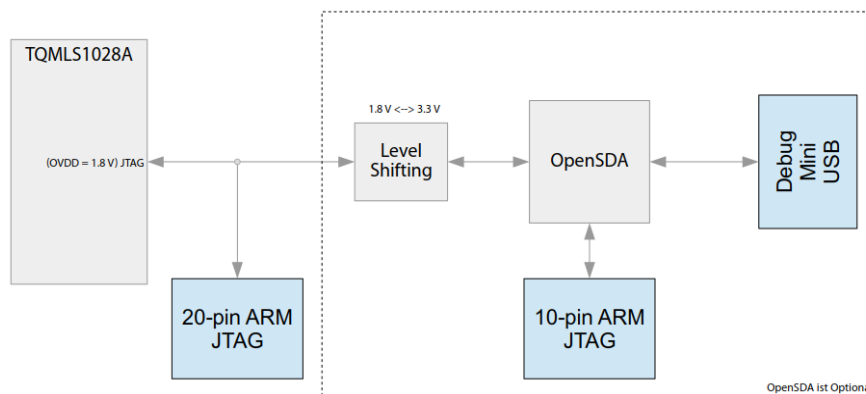 TQMLS1028A
(OVDD = 1.8 V) JTAG
1.8 V <--> 3.3 V
Level
Shifting
OpenSDA
Debug
Mini
USB
20-pin ARM
JTAG
10-pin ARM
JTAG
OpenSDA ist Optiona